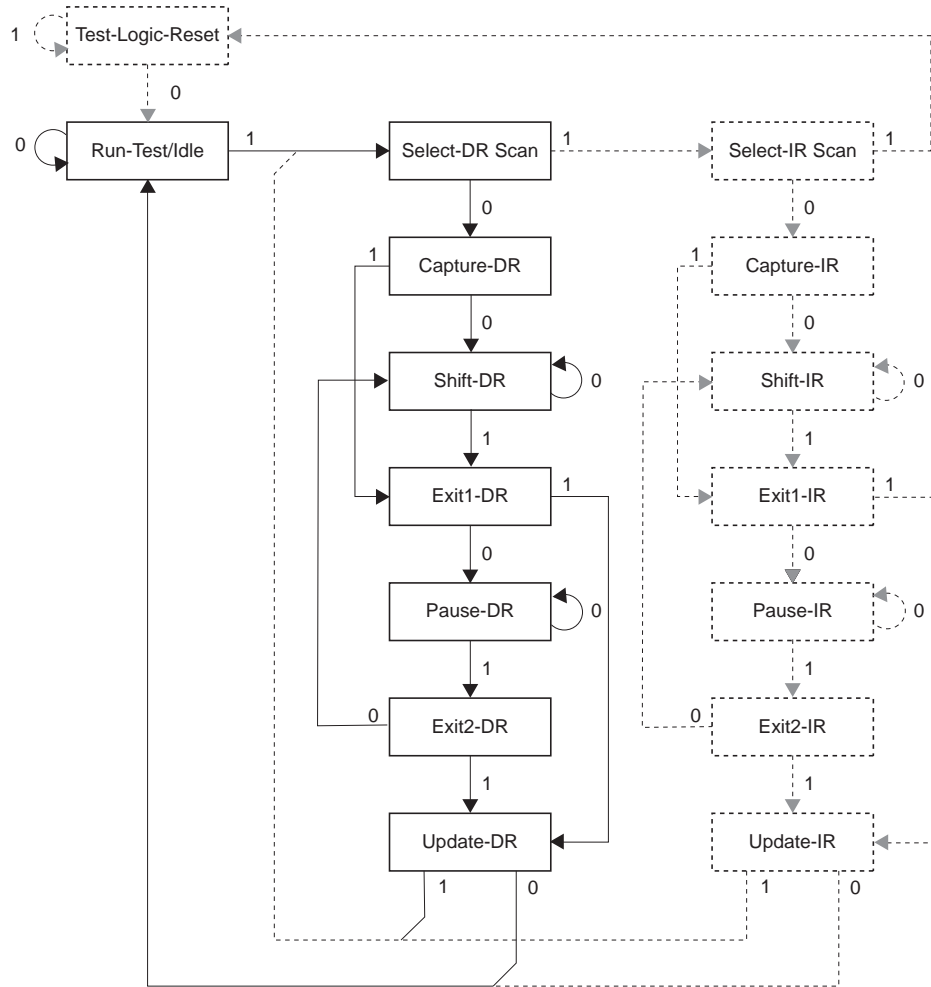 1
Test-Logic-Reset
0
0
Run-Test/Idle
1
Select-DR Scan
1
Select-IR Scan
1
0
0
1
Capture-DR
1
Capture-IR
0
0
Shift-DR
0
Shift-IR
0
1
1
Exit1-DR
1
Exit1-IR
1
0
0
Pause-DR
0
Pause-IR
0
1
1
0
Exit2-DR
0
Exit2-IR
1
1
Update-DR
Update-IR
1
0
1
0